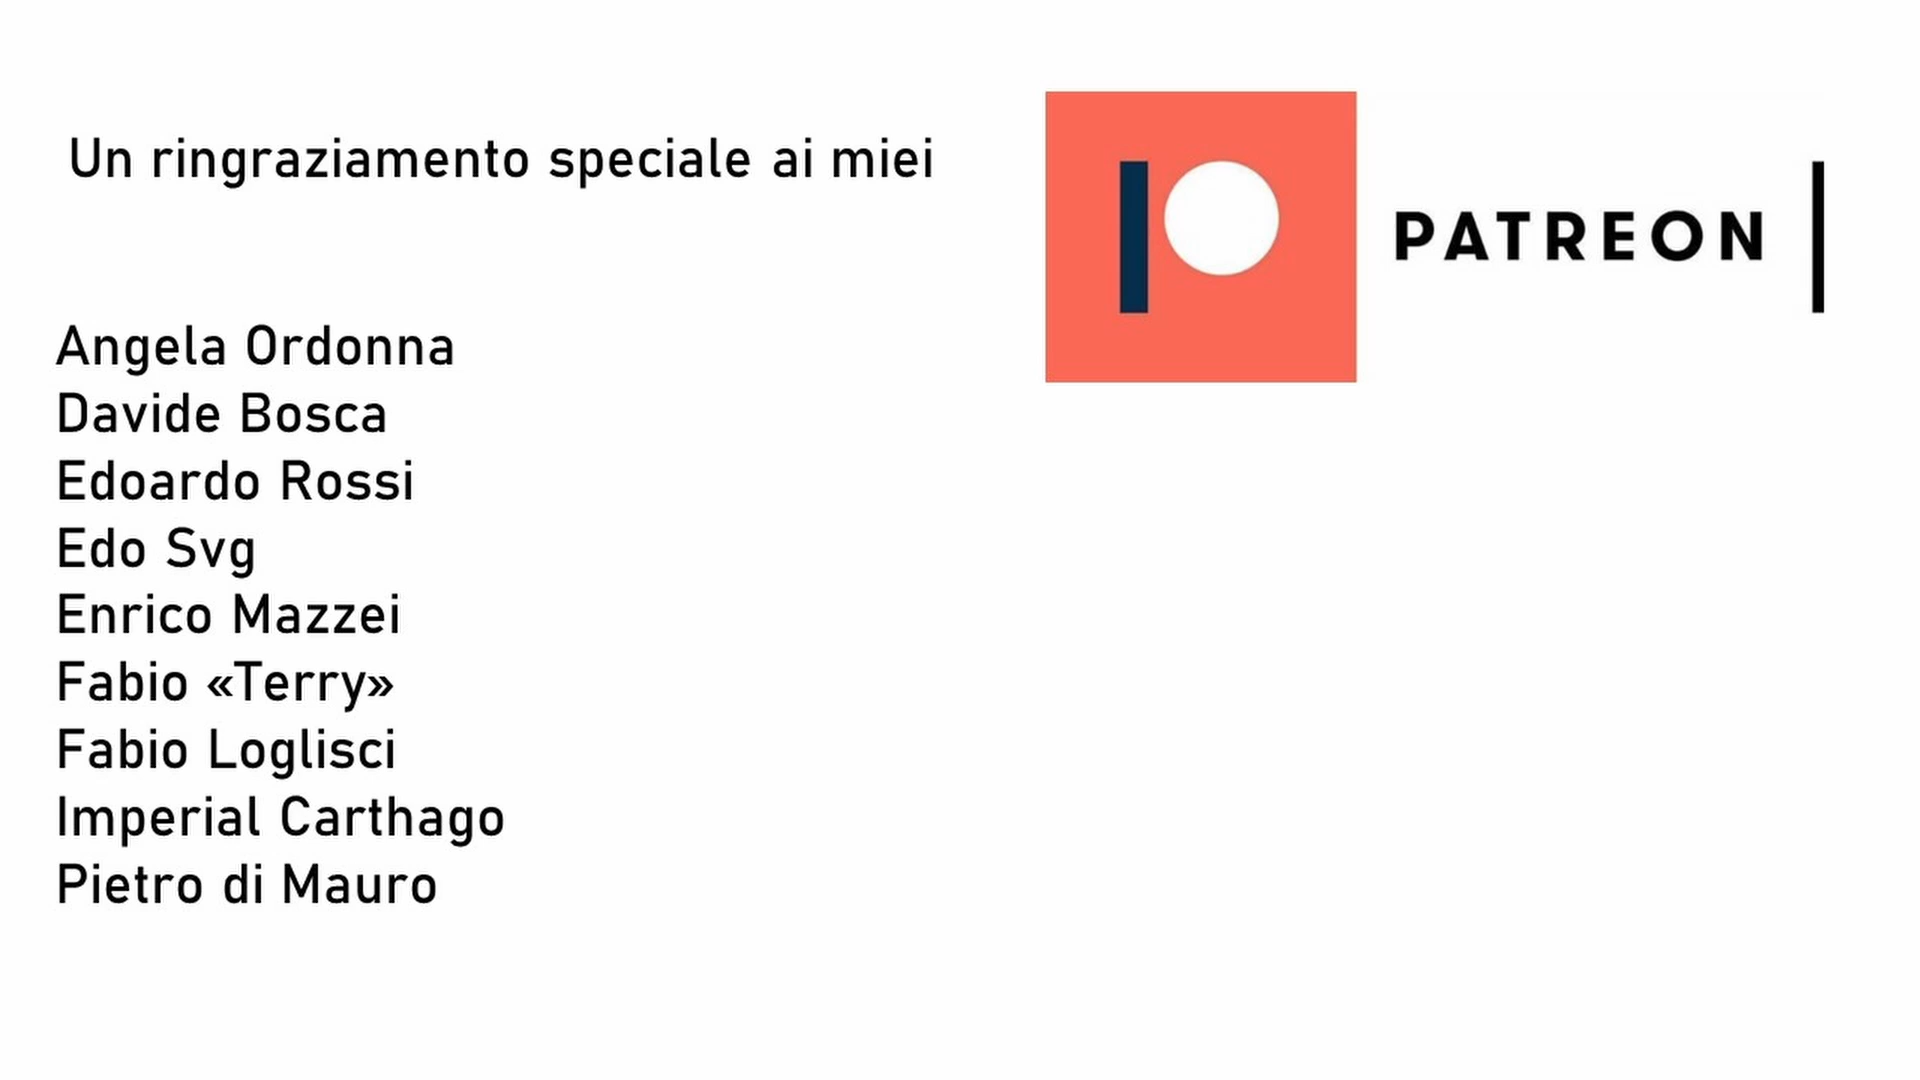 Un ringraziamento speciale ai miei
PATREON
Angela Ordonna
Davide Bosca
Edoardo Rossi
Edo Svg
Enrico Mazzei
Fabio «Terry»
Fabio Loglisci
Imperial Carthago
Pietro di Mauro